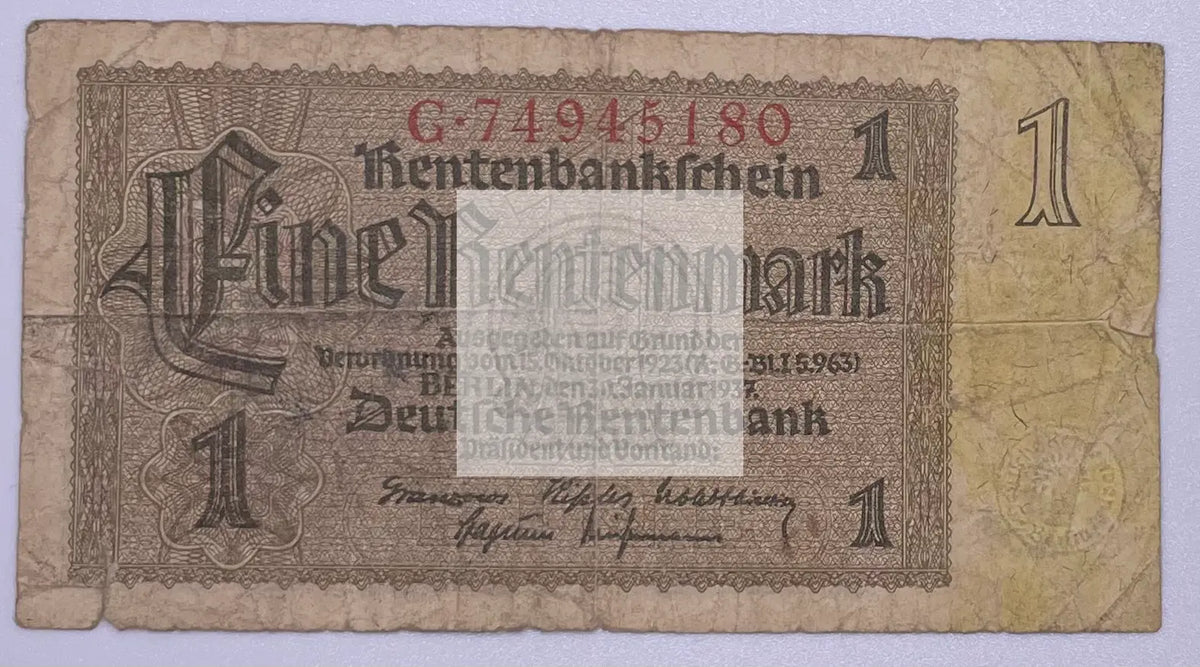 G·74945180
Rentenbankschein 1 1
Eine Rentenmark
Ausgegeben auf Grund der
Verordnung vom 15. Oktober 1923 (R.-G.-Bl. I S. 963)
BERLIN, den 30. Januar 1937.
Deutsche Rentenbank
Präsident und Vorstand:
1 1